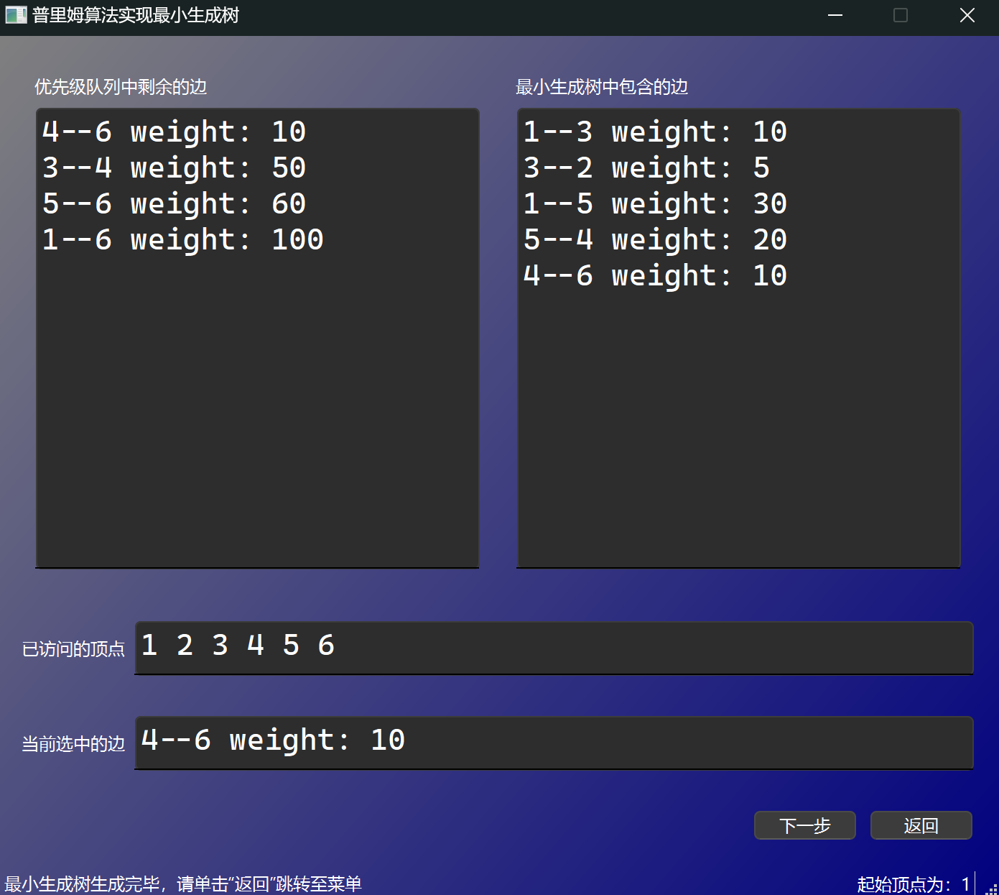 普里姆算法实现最小生成树
优先级队列中剩余的边
4--6 weight: 10
3--4 weight: 50
5--6 weight: 60
1--6 weight: 100
最小生成树中包含的边
1--3 weight: 10
3--2 weight: 5
1--5 weight: 30
5--4 weight: 20
4--6 weight: 10
已访问的顶点
1 2 3 4 5 6
当前选中的边
4--6 weight: 10
下一步
返回
最小生成树生成完毕，请单击“返回”跳转至菜单
起始顶点为：1